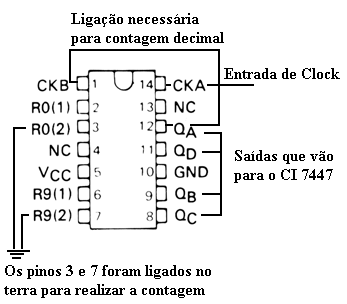 Ligação necessária
para contagem decimal
CKB 1 14 CKA Entrada de Clock
R0(1) 2 13 NC
R0(2) 3 12 QA
NC 4 11 QD
VCC 5 10 GND
R9(1) 6 9 QB
R9(2) 7 8 QC
Saídas que vão
para o CI 7447
Os pinos 3 e 7 foram ligados no
terra para realizar a contagem